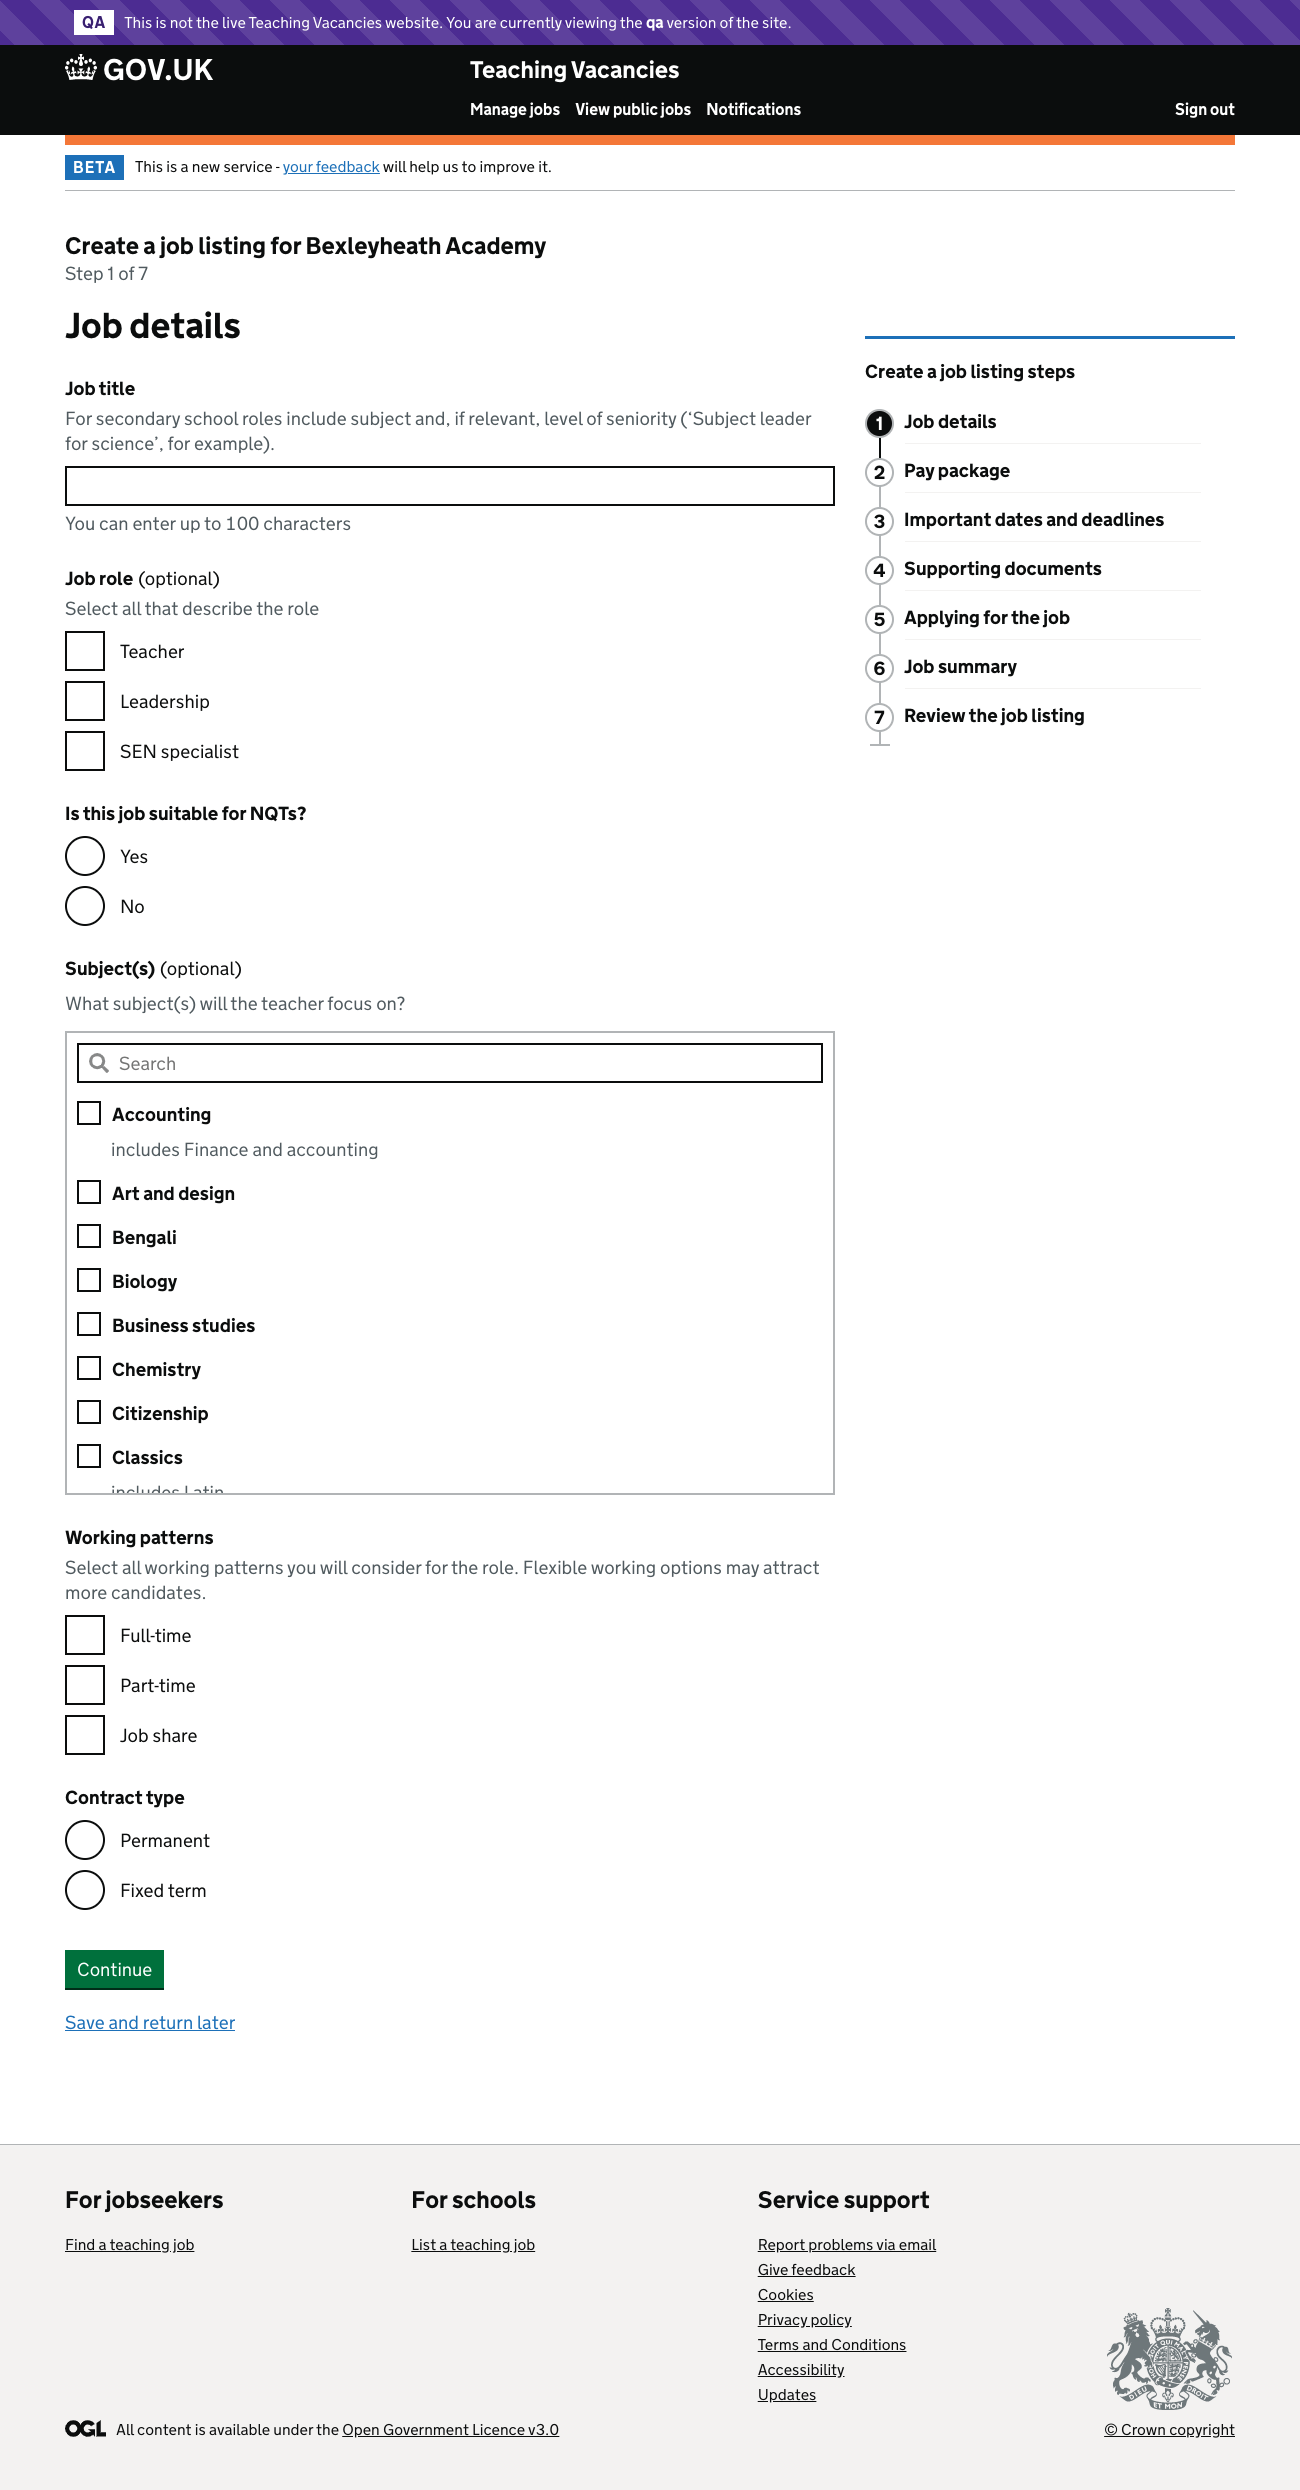 QA This is not the live Teaching Vacancies website. You are currently viewing the qa version of the site.
GOV.UK Teaching Vacancies
Manage jobs View public jobs Notifications Sign out
BETA This is a new service - your feedback will help us to improve it.
Create a job listing for Bexleyheath Academy
Step 1 of 7
Job details
Job title
For secondary school roles include subject and, if relevant, level of seniority (‘Subject leader
for science’, for example).
You can enter up to 100 characters
Job role (optional)
Select all that describe the role
Teacher
Leadership
SEN specialist
Is this job suitable for NQTs?
Yes
No
Subject(s) (optional)
What subject(s) will the teacher focus on?
Search
Accounting
includes Finance and accounting
Art and design
Bengali
Biology
Business studies
Chemistry
Citizenship
Classics
includes Latin
Working patterns
Select all working patterns you will consider for the role. Flexible working options may attract
more candidates.
Full-time
Part-time
Job share
Contract type
Permanent
Fixed term
Continue
Save and return later
Create a job listing steps
1 Job details
2 Pay package
3 Important dates and deadlines
4 Supporting documents
5 Applying for the job
6 Job summary
7 Review the job listing
For jobseekers
Find a teaching job
For schools
List a teaching job
Service support
Report problems via email
Give feedback
Cookies
Privacy policy
Terms and Conditions
Accessibility
Updates
OGL All content is available under the Open Government Licence v3.0
© Crown copyright